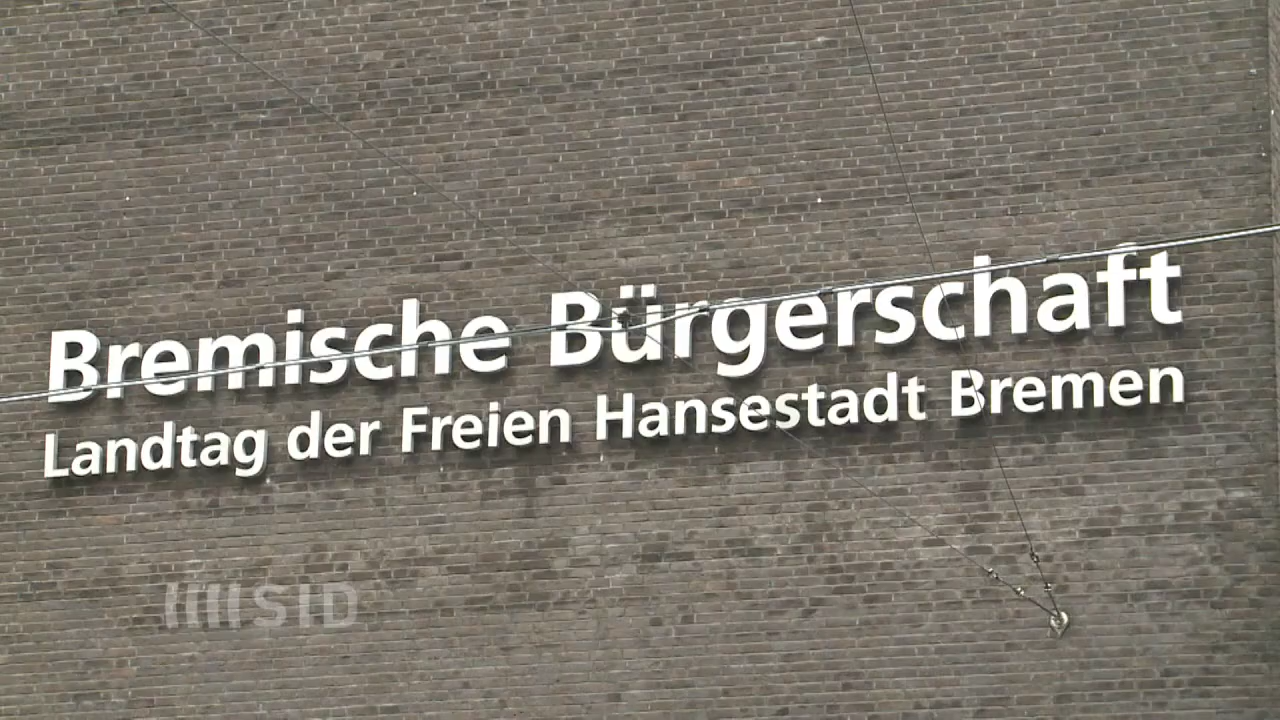 Bremische Bürgerschaft
Landtag der Freien Hansestadt Bremen
SID